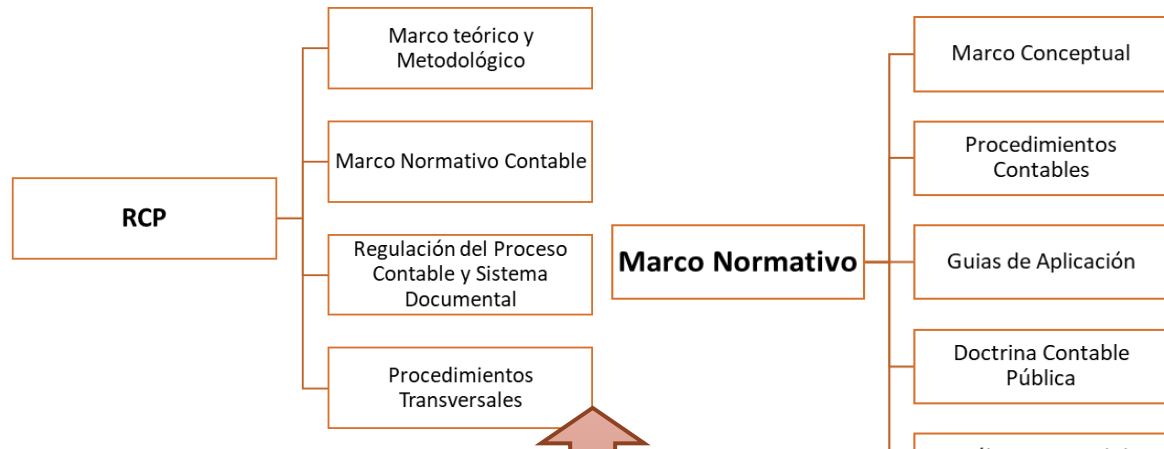 Marco teórico y
Metodológico
Marco Normativo Contable
RCP
Regulación del Proceso
Contable y Sistema
Documental
Procedimientos
Transversales
Marco Conceptual
Procedimientos
Contables
Marco Normativo
Guias de Aplicación
Doctrina Contable
Pública